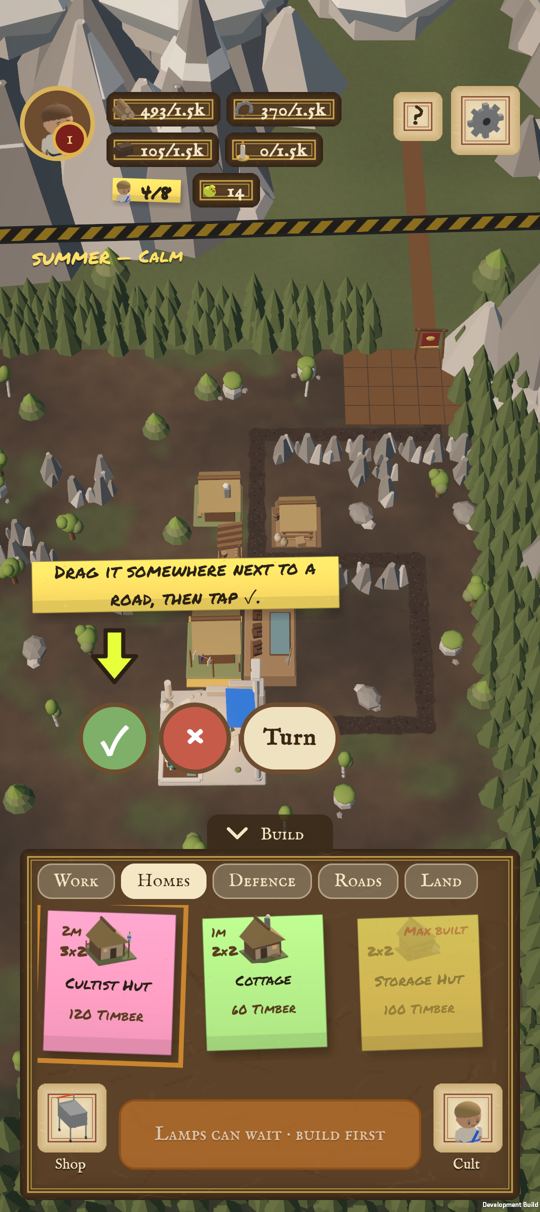 493/1.5k
370/1.5k
105/1.5k
0/1.5k
1
?
4/8
14
Summer — Calm
Drag it somewhere next to a
road, then tap ✓.
Turn
Build
Work
Homes
Defence
Roads
Land
2m
3x2
Cultist Hut
120 Timber
1m
2x2
Cottage
60 Timber
Max built
2x2
Storage Hut
100 Timber
Lamps can wait · build first
Shop
Cult
Development Build